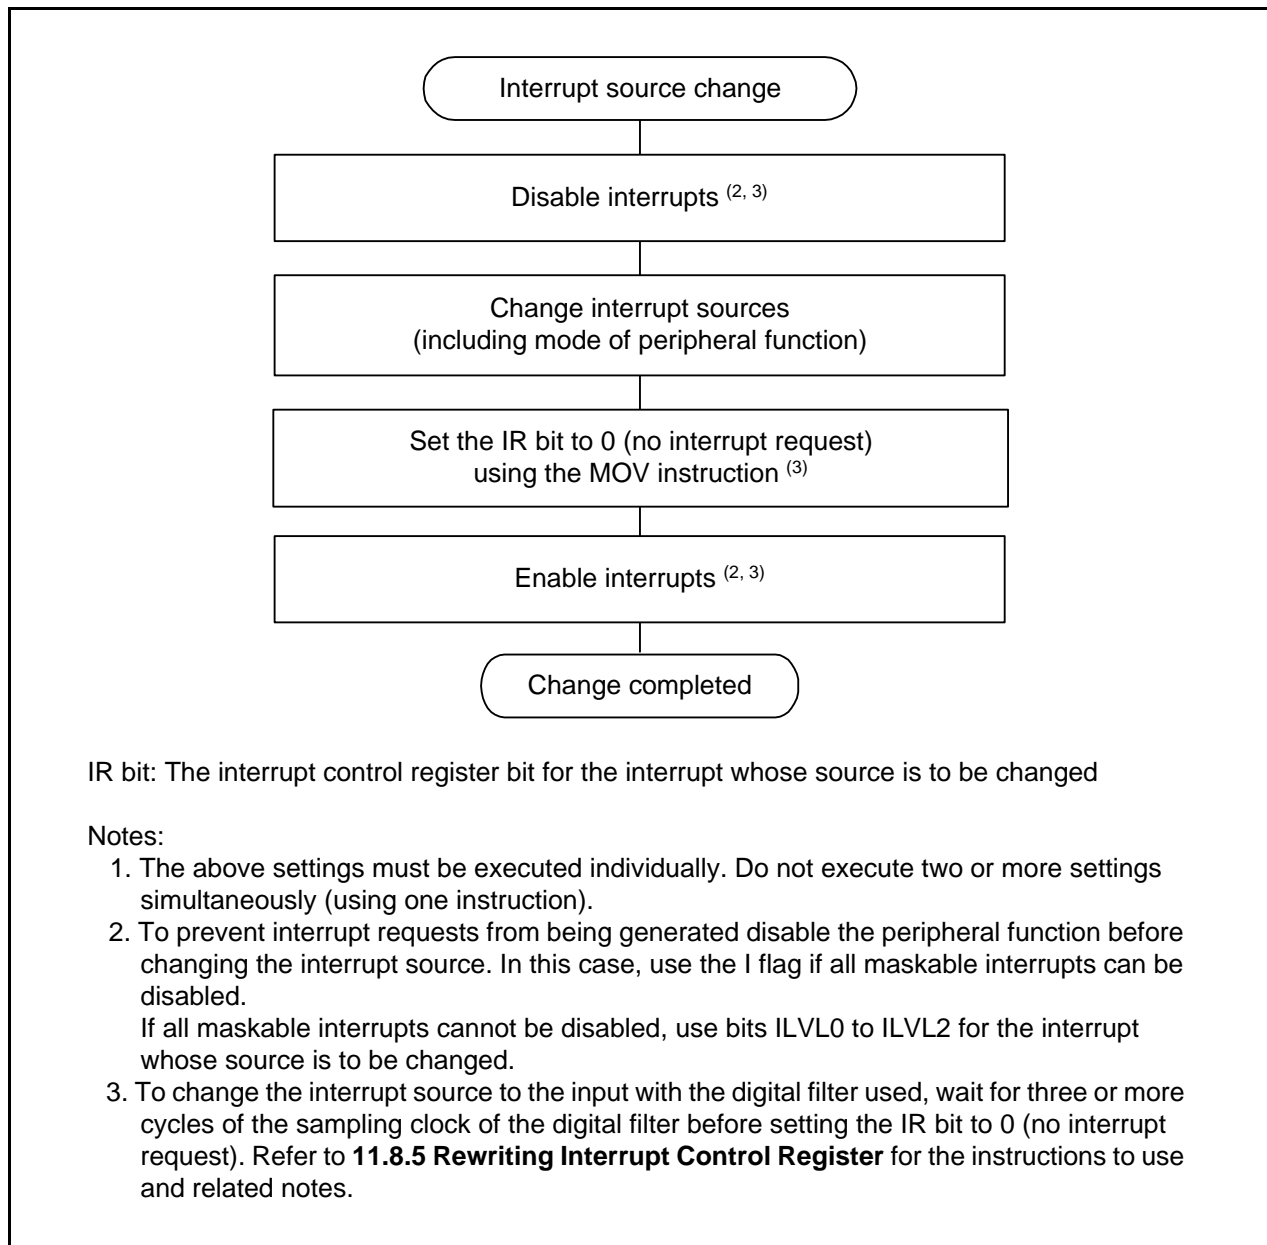 Interrupt source change
Disable interrupts (2, 3)
Change interrupt sources
(including mode of peripheral function)
Set the IR bit to 0 (no interrupt request)
using the MOV instruction (3)
Enable interrupts (2, 3)
Change completed
IR bit: The interrupt control register bit for the interrupt whose source is to be changed
Notes:
1. The above settings must be executed individually. Do not execute two or more settings
simultaneously (using one instruction).
2. To prevent interrupt requests from being generated disable the peripheral function before
changing the interrupt source. In this case, use the I flag if all maskable interrupts can be
disabled.
If all maskable interrupts cannot be disabled, use bits ILVL0 to ILVL2 for the interrupt
whose source is to be changed.
3. To change the interrupt source to the input with the digital filter used, wait for three or more
cycles of the sampling clock of the digital filter before setting the IR bit to 0 (no interrupt
request). Refer to 11.8.5 Rewriting Interrupt Control Register for the instructions to use
and related notes.